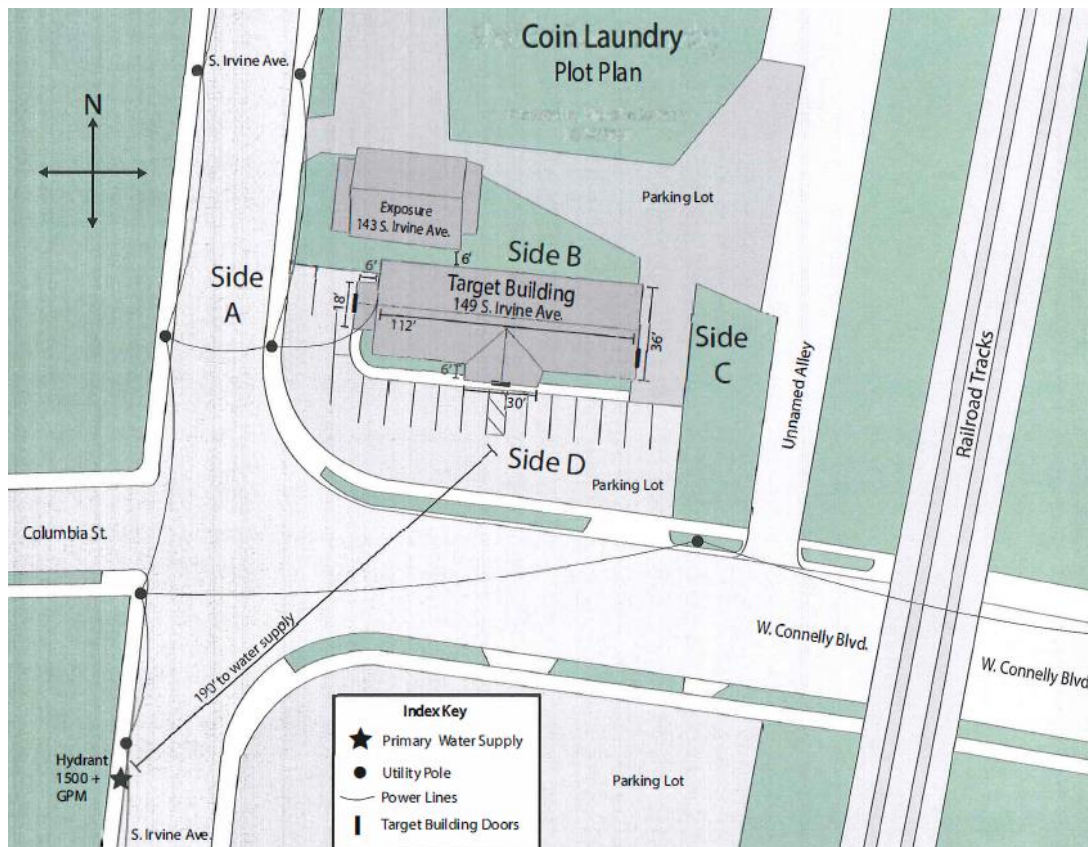 Coin Laundry
Plot Plan
S. Irvine Ave.
N
Parking Lot
Exposure
143 S. Irvine Ave.
Side B
6'
6'
Side
A
Target Building
149 S. Irvine Ave.
18'
112'
36'
Side
C
6'
30'
Unnamed Alley
Railroad Tracks
Side D
Parking Lot
Columbia St.
190' to water supply
W. Connelly Blvd.
W. Connelly Blvd
Index Key
Primary Water Supply
Utility Pole
Power Lines
Target Building Doors
Hydrant
1500 +
GPM
Parking Lot
S. Irvine Ave.